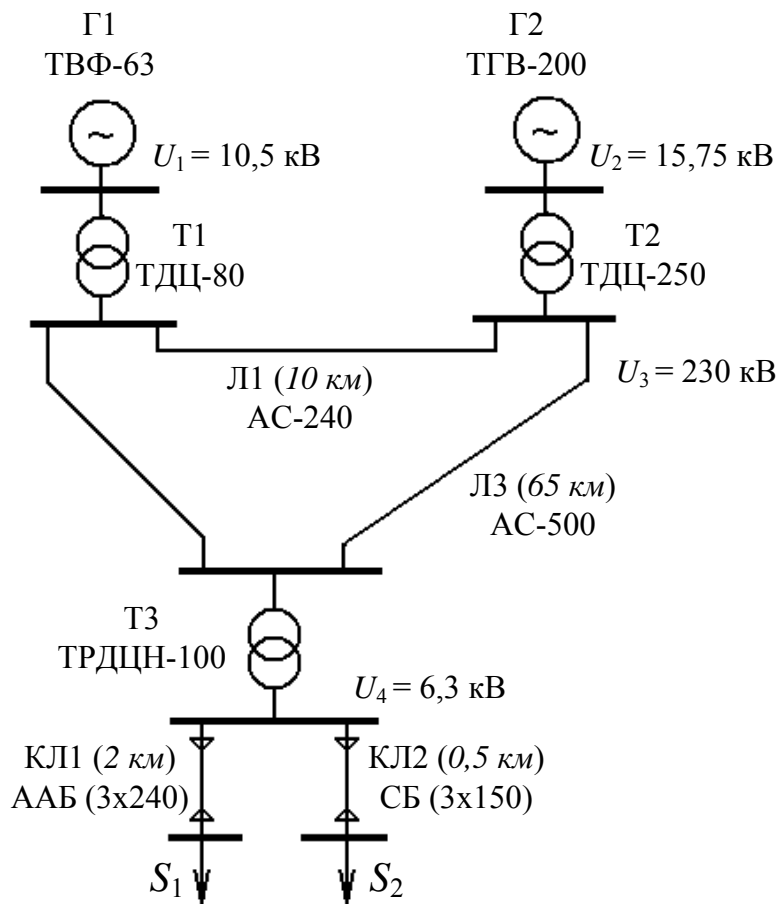 Г1
ТВФ-63
Г2
ТГВ-200
~
~
U1 = 10,5 кВ
U2 = 15,75 кВ
Т1
ТДЦ-80
Т2
ТДЦ-250
Л1 (10 км)
АС-240
U3 = 230 кВ
Л3 (65 км)
АС-500
Т3
ТРДЦН-100
U4 = 6,3 кВ
КЛ1 (2 км)
ААБ (3х240)
КЛ2 (0,5 км)
СБ (3х150)
S1
S2